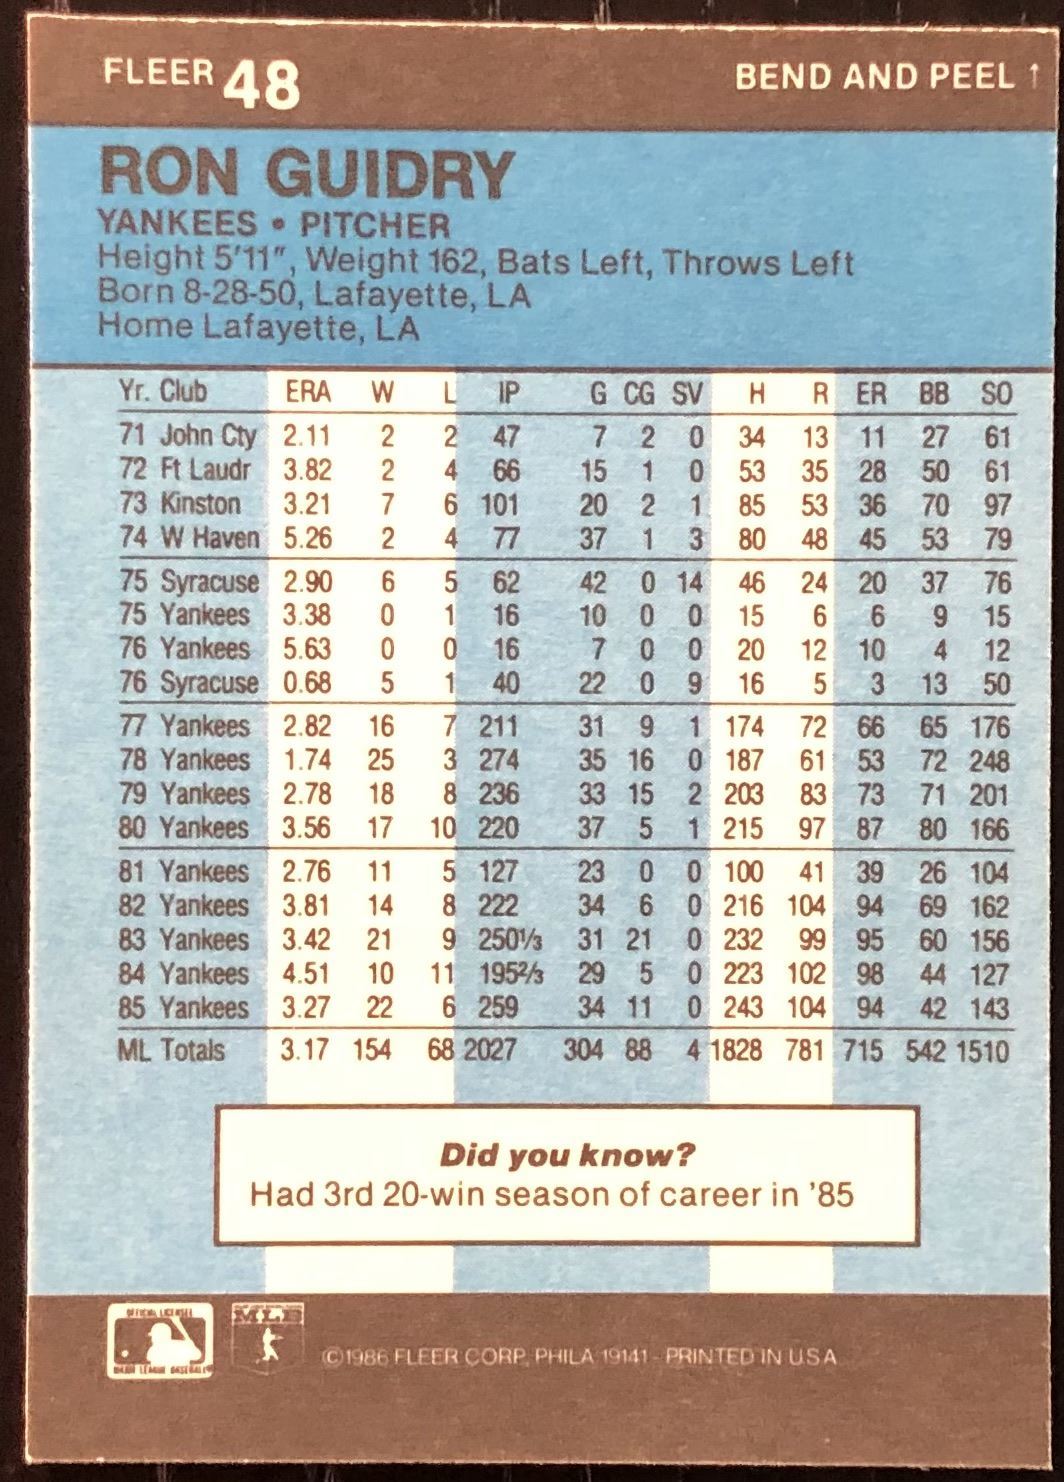 FLEER 48 BEND AND PEEL ↑
RON GUIDRY
YANKEES • PITCHER
Height 5'11", Weight 162, Bats Left, Throws Left
Born 8-28-50, Lafayette, LA
Home Lafayette, LA
Yr. Club ERA W L IP G CG SV H R ER BB SO
71 John Cty 2.11 2 2 47 7 2 0 34 13 11 27 61
72 Ft Laudr 3.82 2 4 66 15 1 0 53 35 28 50 61
73 Kinston 3.21 7 6 101 20 2 1 85 53 36 70 97
74 W Haven 5.26 2 4 77 37 1 3 80 48 45 53 79
75 Syracuse 2.90 6 5 62 42 0 14 46 24 20 37 76
75 Yankees 3.38 0 1 16 10 0 0 15 6 6 9 15
76 Yankees 5.63 0 0 16 7 0 0 20 12 10 4 12
76 Syracuse 0.68 5 1 40 22 0 9 16 5 3 13 50
77 Yankees 2.82 16 7 211 31 9 1 174 72 66 65 176
78 Yankees 1.74 25 3 274 35 16 0 187 61 53 72 248
79 Yankees 2.78 18 8 236 33 15 2 203 83 73 71 201
80 Yankees 3.56 17 10 220 37 5 1 215 97 87 80 166
81 Yankees 2.76 11 5 127 23 0 0 100 41 39 26 104
82 Yankees 3.81 14 8 222 34 6 0 216 104 94 69 162
83 Yankees 3.42 21 9 250⅓ 31 21 0 232 99 95 60 156
84 Yankees 4.51 10 11 195⅔ 29 5 0 223 102 98 44 127
85 Yankees 3.27 22 6 259 34 11 0 243 104 94 42 143
ML Totals 3.17 154 68 2027 304 88 4 1828 781 715 542 1510
Did you know?
Had 3rd 20-win season of career in '85
OFFICIAL LICENSEE
MAJOR LEAGUE BASEBALL
MLB
©1986 FLEER CORP, PHILA 19141 - PRINTED IN USA